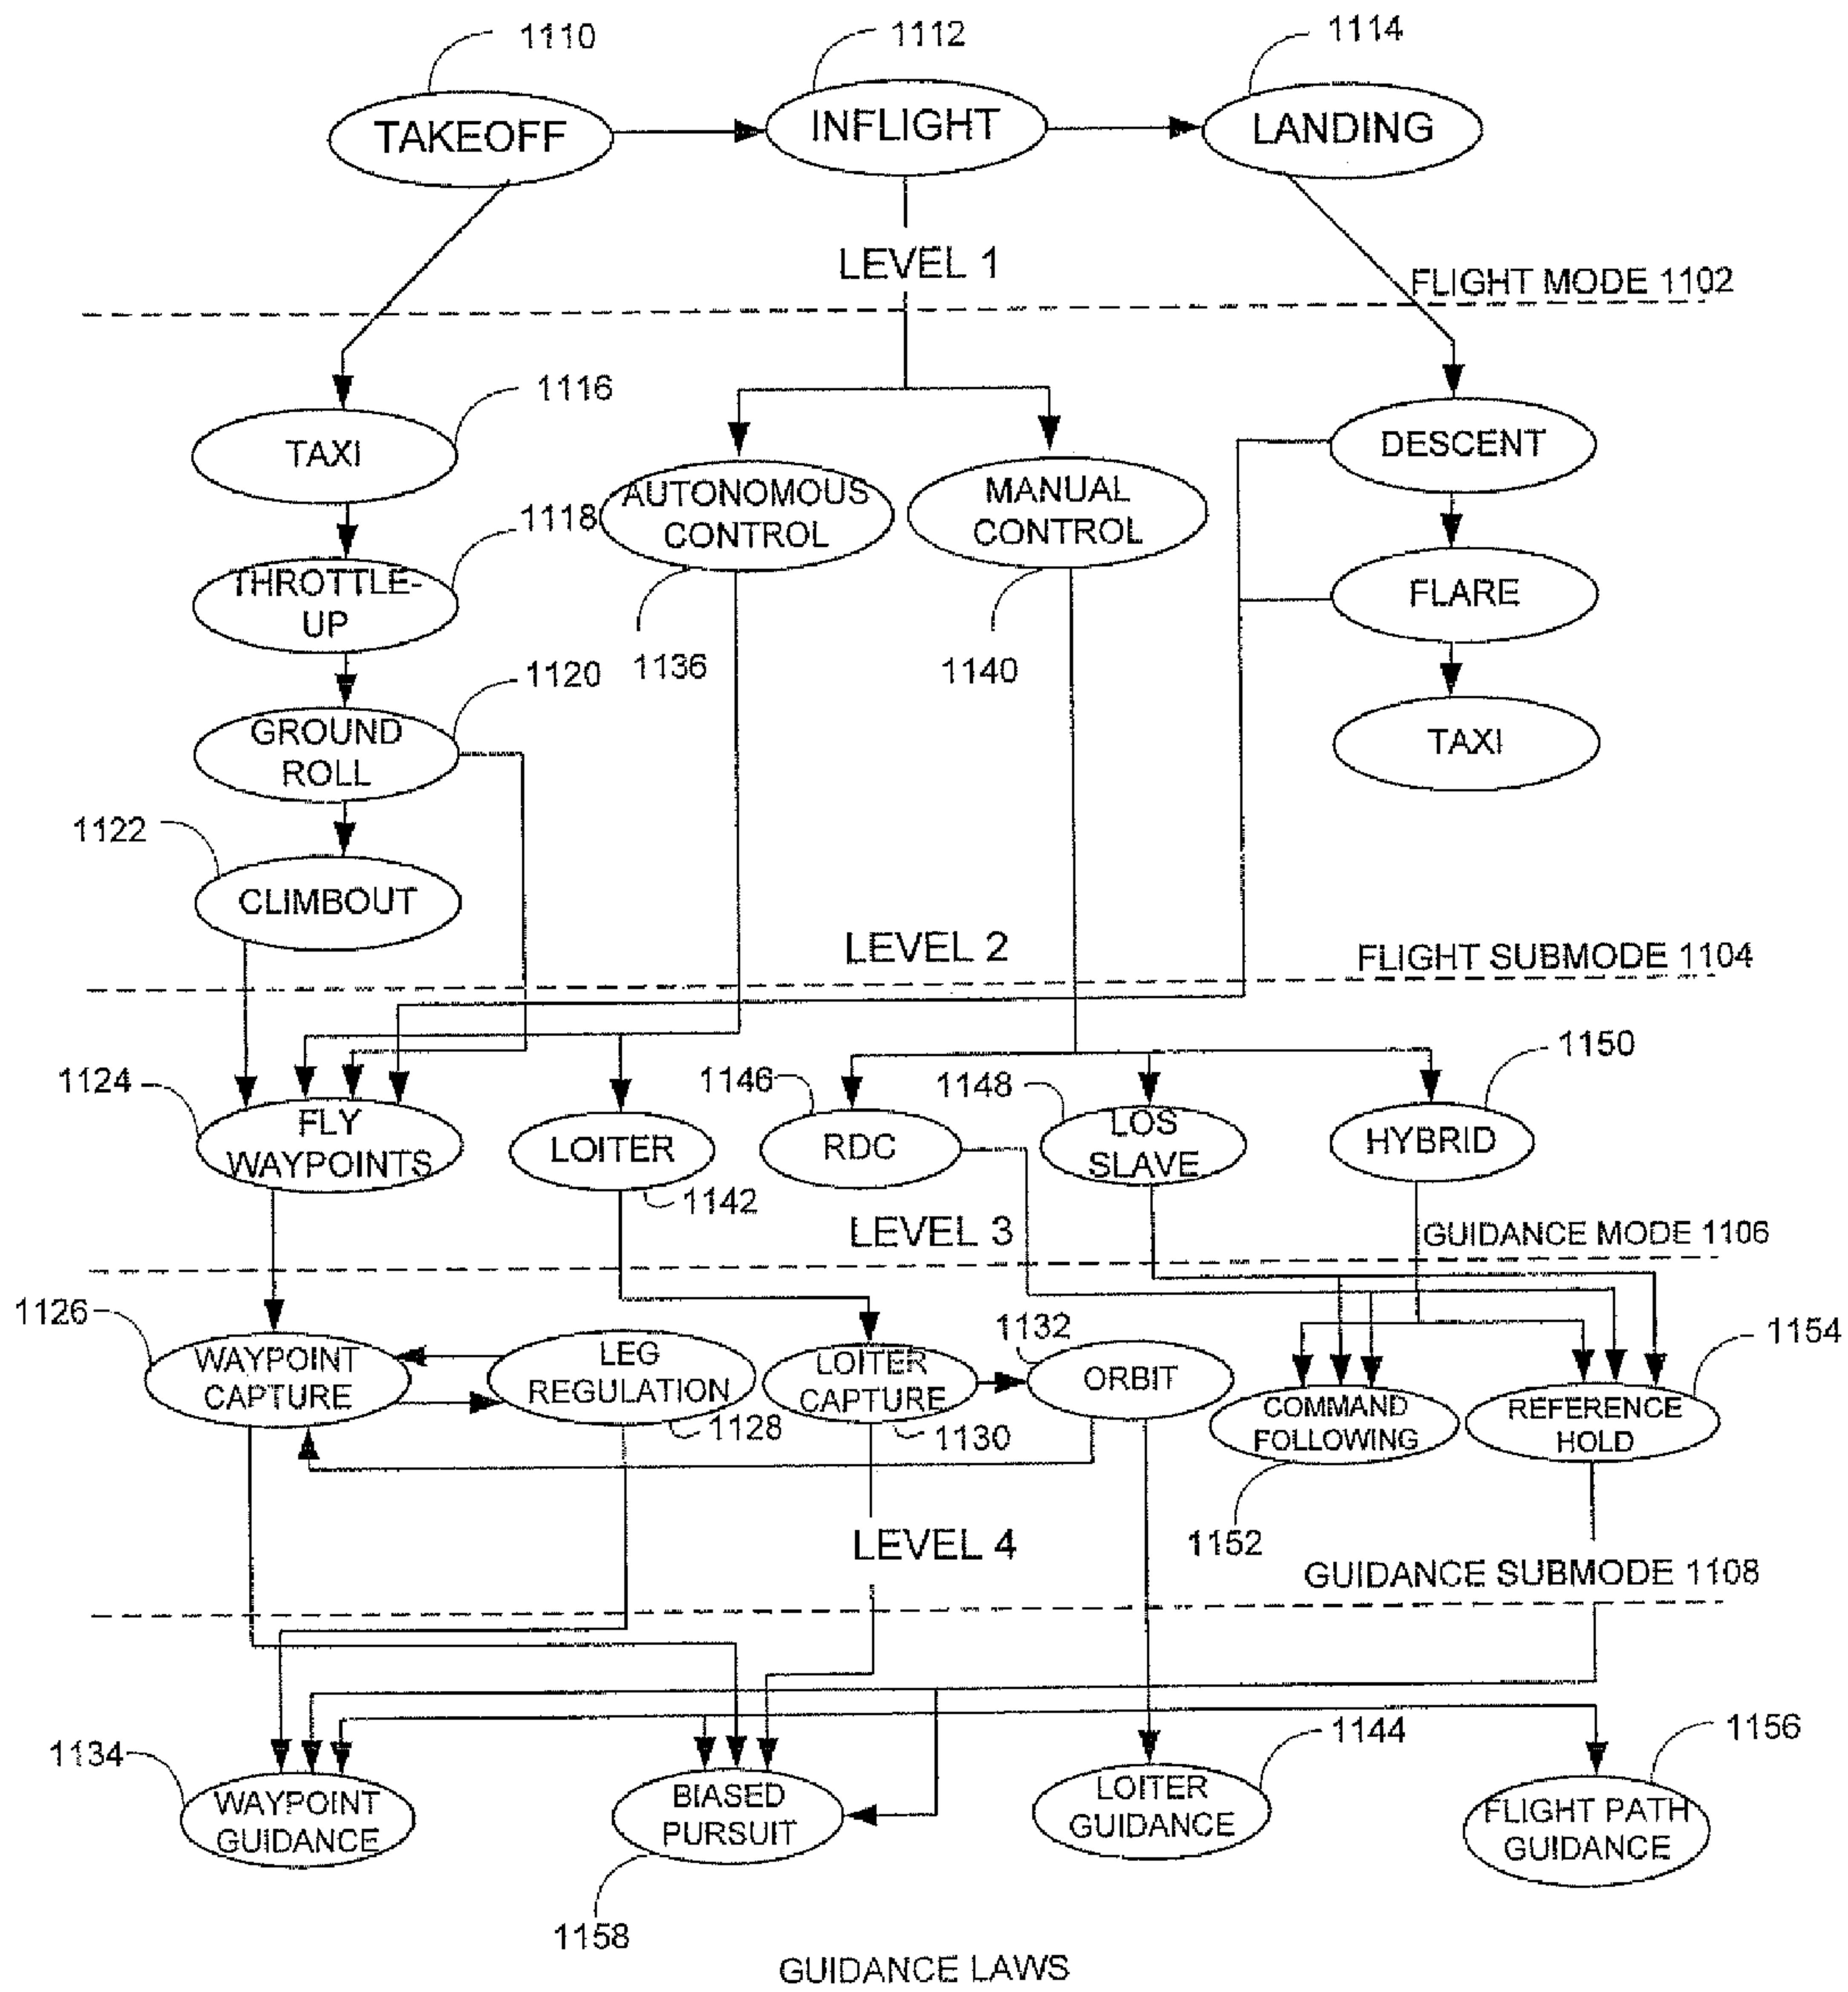 1110
1112
1114
TAKEOFF
INFLIGHT
LANDING
LEVEL 1
FLIGHT MODE 1102
1116
TAXI
DESCENT
AUTONOMOUS
CONTROL
MANUAL
CONTROL
1118
THROTTLE-
UP
FLARE
1136
1140
1120
GROUND
ROLL
TAXI
1122
CLIMBOUT
LEVEL 2
FLIGHT SUBMODE 1104
1124
1146
1148
1150
FLY
WAYPOINTS
LOITER
RDC
LOS
SLAVE
HYBRID
1142
LEVEL 3
GUIDANCE MODE 1106
1126
1132
1154
WAYPOINT
CAPTURE
LEG
REGULATION
LOITER
CAPTURE
ORBIT
COMMAND
FOLLOWING
REFERENCE
HOLD
1128
1130
1152
LEVEL 4
GUIDANCE SUBMODE 1108
1134
1144
1156
WAYPOINT
GUIDANCE
BIASED
PURSUIT
LOITER
GUIDANCE
FLIGHT PATH
GUIDANCE
1158
GUIDANCE LAWS